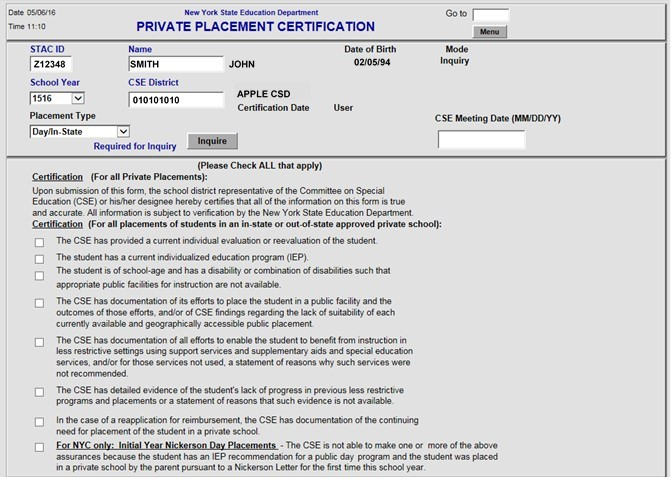 Date 05/06/16 New York State Education Department Go to
Time 11:10 PRIVATE PLACEMENT CERTIFICATION Menu
STAC ID Name Date of Birth Mode
Z12348 SMITH JOHN 02/05/94 Inquiry
School Year CSE District
1516 010101010 APPLE CSD
Certification Date User
Placement Type CSE Meeting Date (MM/DD/YY)
Day/In-State
Required for Inquiry Inquire
(Please Check ALL that apply)
Certification (For all Private Placements):
Upon submission of this form, the school district representative of the Committee on Special
Education (CSE) or his/her designee hereby certifies that all of the information on this form is true
and accurate. All information is subject to verification by the New York State Education Department.
Certification (For all placements of students in an in-state or out-of-state approved private school):
The CSE has provided a current individual evaluation or reevaluation of the student.
The student has a current individualized education program (IEP).
The student is of school-age and has a disability or combination of disabilities such that
appropriate public facilities for instruction are not available.
The CSE has documentation of its efforts to place the student in a public facility and the
outcomes of those efforts, and/or of CSE findings regarding the lack of suitability of each
currently available and geographically accessible public placement.
The CSE has documentation of all efforts to enable the student to benefit from instruction in
less restrictive settings using support services and supplementary aids and special education
services, and/or for those services not used, a statement of reasons why such services were
not recommended.
The CSE has detailed evidence of the student's lack of progress in previous less restrictive
programs and placements or a statement of reasons that such evidence is not available.
In the case of a reapplication for reimbursement, the CSE has documentation of the continuing
need for placement of the student in a private school.
For NYC only: Initial Year Nickerson Day Placements - The CSE is not able to make one or more of the above
assurances because the student has an IEP recommendation for a public day program and the student was placed
in a private school by the parent pursuant to a Nickerson Letter for the first time this school year.